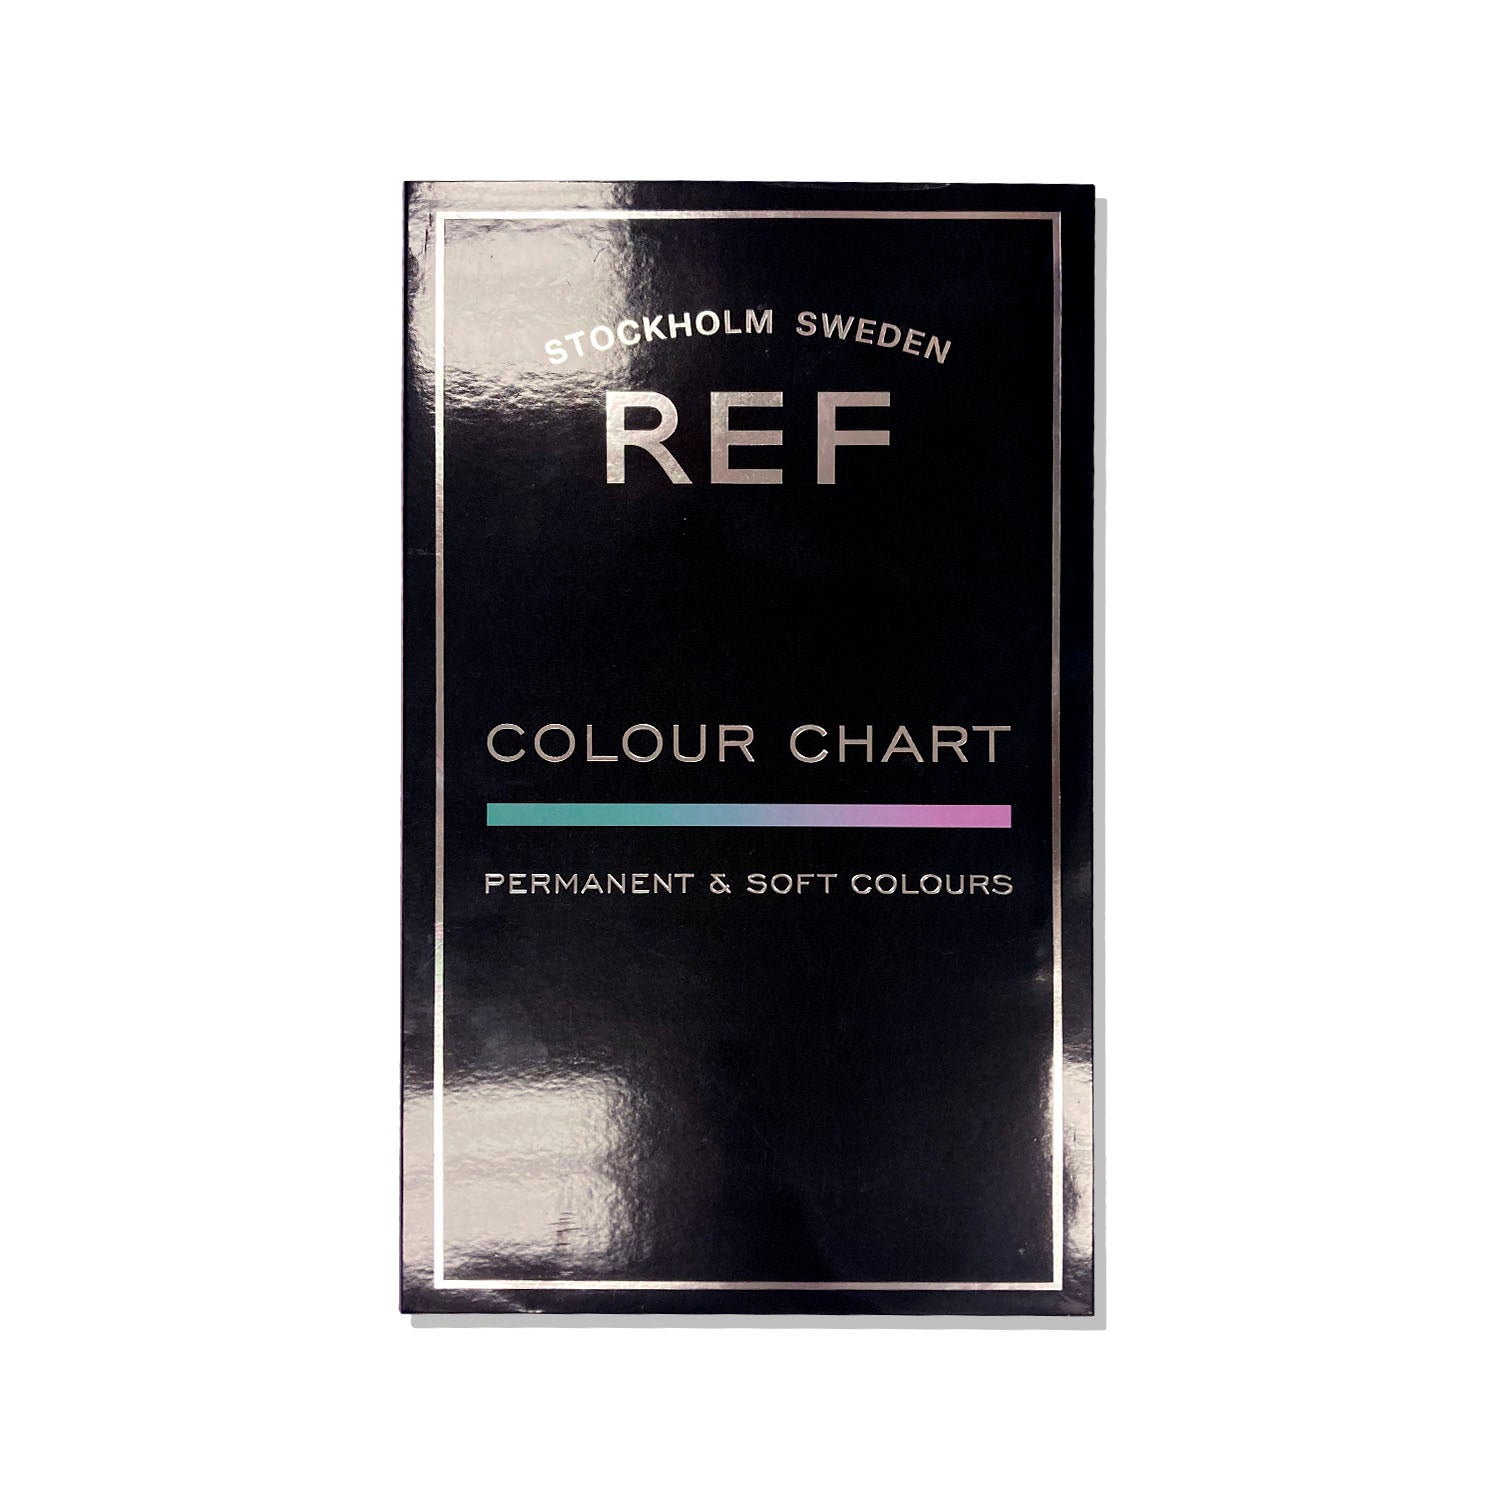 STOCKHOLM SWEDEN
REF
COLOUR CHART
PERMANENT & SOFT COLOURS